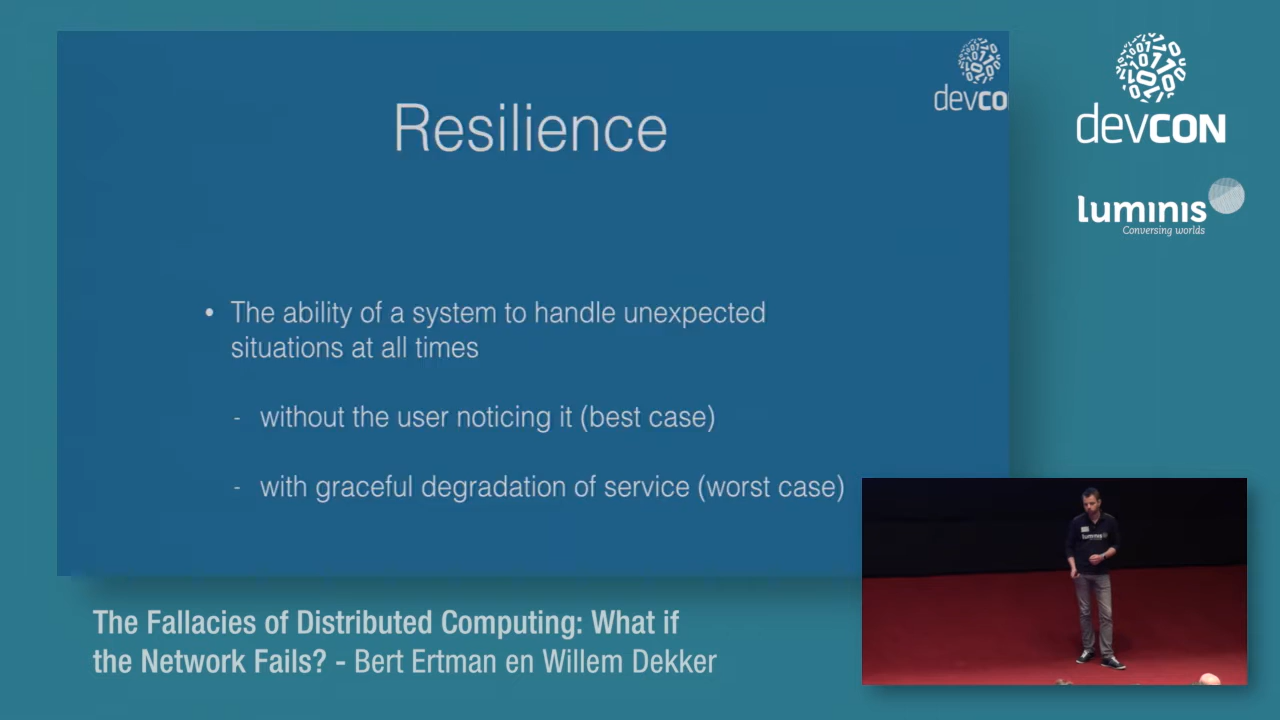 devco
Resilience
• The ability of a system to handle unexpected
situations at all times
- without the user noticing it (best case)
- with graceful degradation of service (worst case)
devCON
luminis
Conversing worlds
luminis
The Fallacies of Distributed Computing: What if
the Network Fails? - Bert Ertman en Willem Dekker